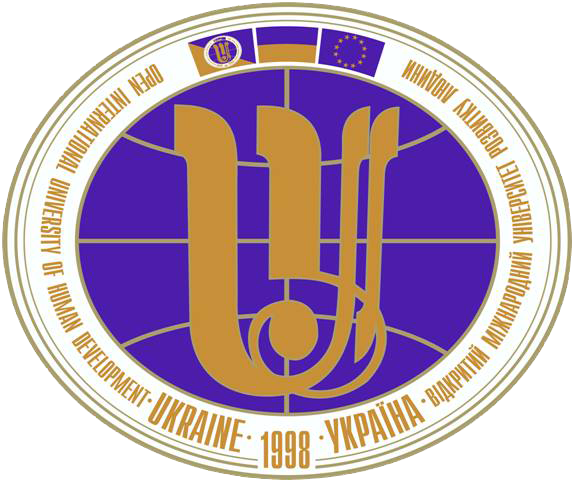 OPEN INTERNATIONAL UNIVERSITY OF HUMAN DEVELOPMENT ·
UKRAINE · 1998 · УКРАЇНА ·
ВІДКРИТИЙ МІЖНАРОДНИЙ УНІВЕРСИТЕТ РОЗВИТКУ ЛЮДИНИ